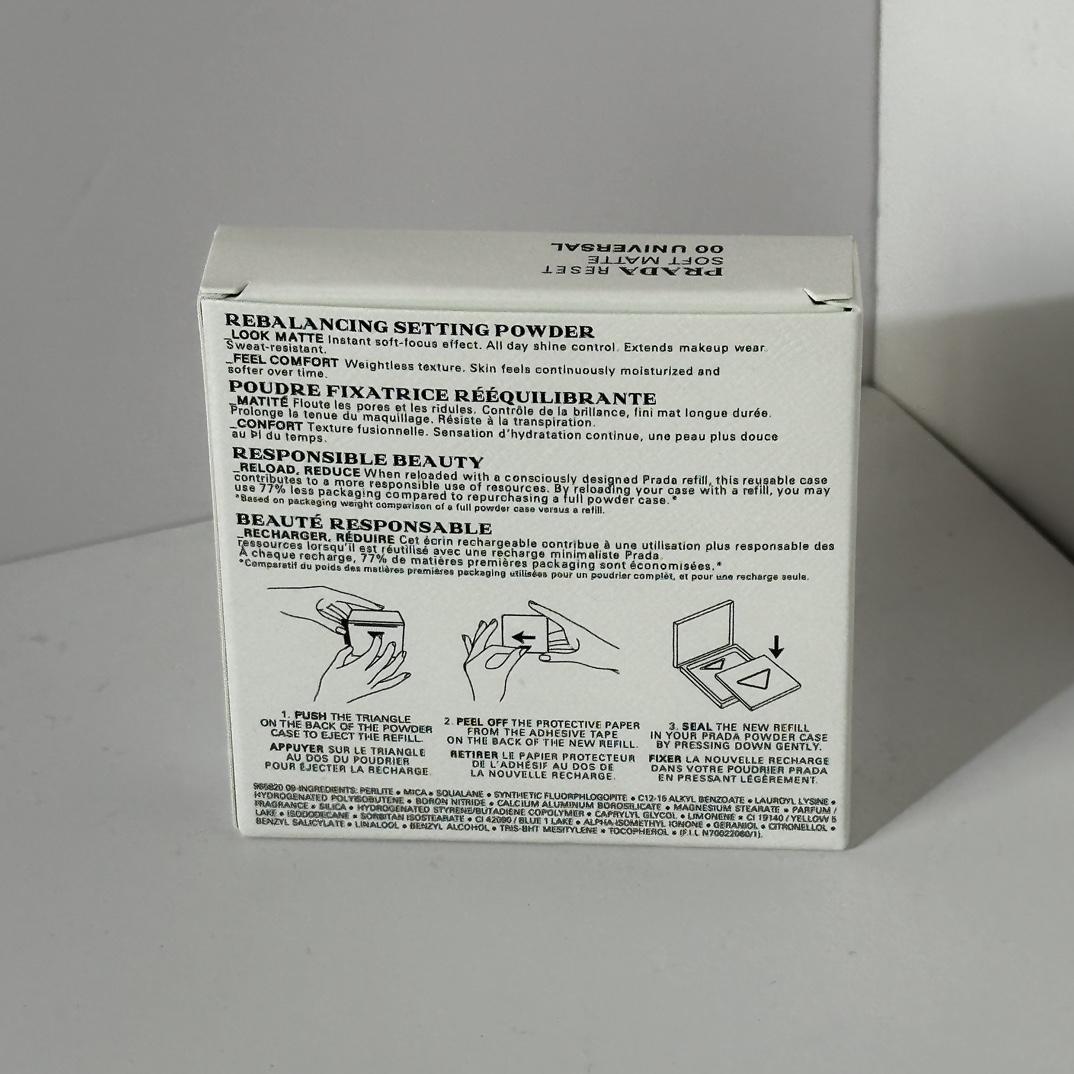 PRADA RESET
SOFT MATTE
00 UNIVERSAL
REBALANCING SETTING POWDER
_LOOK MATTE Instant soft-focus effect. All day shine control. Extends makeup wear.
Sweat-resistant.
_FEEL COMFORT Weightless texture. Skin feels continuously moisturized and
softer over time.
POUDRE FIXATRICE RÉÉQUILIBRANTE
_MATITÉ Floute les pores et les ridules. Contrôle de la brillance, fini mat longue durée.
Prolonge la tenue du maquillage. Résiste à la transpiration.
_CONFORT Texture fusionnelle. Sensation d'hydratation continue, une peau plus douce
au fil du temps.
RESPONSIBLE BEAUTY
_RELOAD, REDUCE When reloaded with a consciously designed Prada refill, this reusable case
contributes to a more responsible use of resources. By reloading your case with a refill, you may
use 77% less packaging compared to repurchasing a full powder case.*
*Based on packaging weight comparison of a full powder case versus a refill.
BEAUTÉ RESPONSABLE
_RECHARGER, RÉDUIRE Cet écrin rechargeable contribue à une utilisation plus responsable des
ressources lorsqu'il est réutilisé avec une recharge minimaliste Prada.
À chaque recharge, 77% de matières premières packaging sont économisées.*
*Comparatif du poids des matières premières packaging utilisées pour un poudrier complet, et pour une recharge seule.
1. PUSH THE TRIANGLE
ON THE BACK OF THE POWDER
CASE TO EJECT THE REFILL.
APPUYER SUR LE TRIANGLE
AU DOS DU POUDRIER
POUR ÉJECTER LA RECHARGE.
2. PEEL OFF THE PROTECTIVE PAPER
FROM THE ADHESIVE TAPE
ON THE BACK OF THE NEW REFILL.
RETIRER LE PAPIER PROTECTEUR
DE L'ADHÉSIF AU DOS DE
LA NOUVELLE RECHARGE.
3. SEAL THE NEW REFILL
IN YOUR PRADA POWDER CASE
BY PRESSING DOWN GENTLY.
FIXER LA NOUVELLE RECHARGE
DANS VOTRE POUDRIER PRADA
EN PRESSANT LÉGÈREMENT.
965820 09-INGREDIENTS: PERLITE • MICA • SQUALANE • SYNTHETIC FLUORPHLOGOPITE • C12-15 ALKYL BENZOATE • LAUROYL LYSINE •
HYDROGENATED POLYISOBUTENE • BORON NITRIDE • CALCIUM ALUMINUM BOROSILICATE • MAGNESIUM STEARATE • PARFUM /
FRAGRANCE • SILICA • HYDROGENATED STYRENE/BUTADIENE COPOLYMER • CAPRYLYL GLYCOL • LIMONENE • CI 19140 / YELLOW 5
LAKE • ISODODECANE • SORBITAN ISOSTEARATE • CI 42090 / BLUE 1 LAKE • ALPHA-ISOMETHYL IONONE • GERANIOL • CITRONELLOL •
BENZYL SALICYLATE • LINALOOL • BENZYL ALCOHOL • TRIS-BHT MESITYLENE • TOCOPHEROL • (F.I.L. N70022060/1).